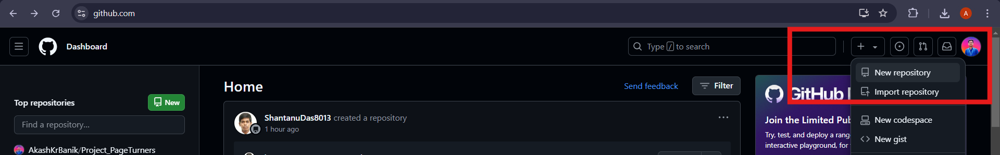 github.com
A
Dashboard
Type / to search
New repository
Import repository
New codespace
New gist
Top repositories
New
Find a repository...
AkashKrBanik/Project_PageTurners
Home
Send feedback
Filter
ShantanuDas8013 created a repository
1 hour ago
GitHub
Join the Limited
Try, test, and deploy a
interactive playground, for